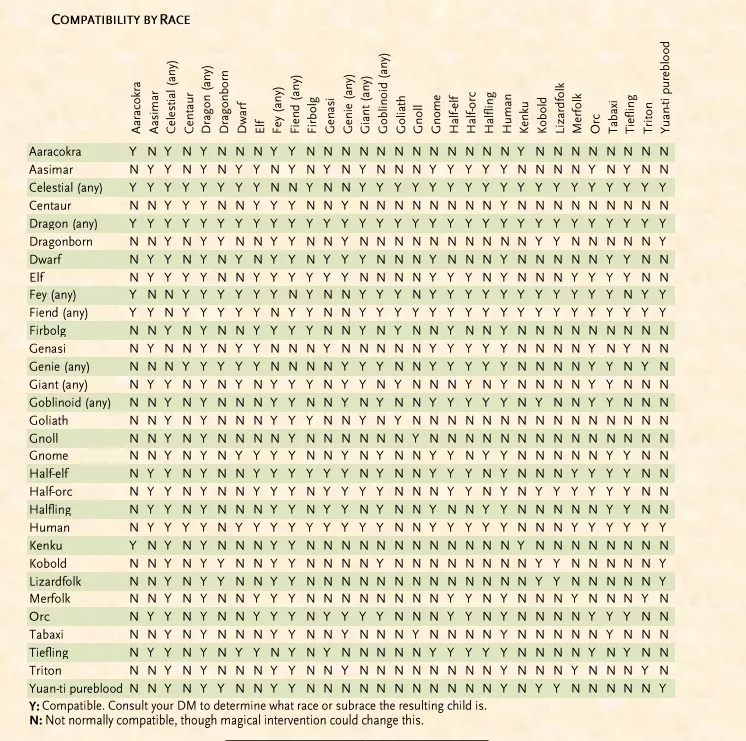 COMPATIBILITY BY RACE
Aaracokra
Aasimar
Celestial (any)
Centaur
Dragon (any)
Dragonborn
Dwarf
Elf
Fey (any)
Fiend (any)
Firbolg
Genasi
Genie (any)
Giant (any)
Goblinoid (any)
Goliath
Gnoll
Gnome
Half-elf
Half-orc
Halfling
Human
Kenku
Kobold
Lizardfolk
Merfolk
Orc
Tabaxi
Tiefling
Triton
Yuanti pureblood
Aaracokra Y N Y N Y N N N Y Y N N N N N N N N N N N N Y N N N N N N N N
Aasimar N Y Y N Y N Y Y N Y N Y N Y N N N Y Y Y Y Y N N N N Y N Y N N
Celestial (any) Y Y Y Y Y Y Y Y N N Y N N Y Y Y Y Y Y Y Y Y Y Y Y Y Y Y Y Y Y
Centaur N N Y Y Y N N Y Y Y N N Y N N N N N N N N Y N N N N N N N N N
Dragon (any) Y Y Y Y Y Y Y Y Y Y Y Y Y Y Y Y Y Y Y Y Y Y Y Y Y Y Y Y Y Y Y
Dragonborn N N Y N Y Y N N Y Y N N Y N N N N N N N N N N Y Y N N N N N Y
Dwarf N Y Y N Y N Y N Y Y N Y Y Y N N N Y N N N Y N N N N N Y Y N N
Elf N Y Y Y Y N N Y Y Y Y Y Y N N N N Y Y Y N Y N N N Y Y Y Y N N
Fey (any) Y N N Y Y Y Y Y Y N Y N N Y Y Y N Y Y Y Y Y Y Y Y Y Y Y N Y Y
Fiend (any) Y Y N Y Y Y Y Y N Y Y N N Y Y Y Y Y Y Y Y Y Y Y Y Y Y Y Y Y Y
Firbolg N N Y N Y N N Y Y Y Y N N Y N Y N N Y N N Y N N N N N N N N N
Genasi N Y N N Y N Y Y N N N Y N N N N N Y Y Y Y Y N N N N Y N Y N N
Genie (any) N N N Y Y Y Y Y N N N N Y Y Y N N Y Y Y Y Y N N N N Y Y N Y N
Giant (any) N Y Y N Y N Y N Y Y Y N Y Y N Y N N N Y N Y N N N N Y N N N N
Goblinoid (any) N N Y N Y N N N Y Y N N Y N Y N N Y Y Y Y Y N Y N N Y Y N N N
Goliath N N Y N Y N N N Y Y Y N N Y N Y N N N N N N N N N N N N N N N
Gnoll N N Y N Y N N N N Y N N N N N N Y N N N N N N N N N N N N N N
Gnome N N Y N Y N Y Y Y Y N Y Y N Y N N Y Y N Y Y N N N N N Y Y N N
Half-elf N Y Y Y Y N N Y Y Y Y Y Y N Y N N Y Y Y N Y N N N Y Y Y Y N N
Half-orc N Y Y N Y N N Y Y Y N Y Y Y Y N N N Y Y N Y N Y Y Y Y Y Y N N
Halfling N Y Y N Y N N N Y Y N Y Y N Y N N Y N N Y Y N N N N N Y Y N N
Human N Y Y Y Y N Y Y Y Y Y Y Y Y Y N N Y Y Y Y Y N N N Y Y Y Y Y Y
Kenku Y N Y N Y N N N Y Y N N N N N N N N N N N N Y N N N N N N N N
Kobold N N Y N Y Y N N Y Y N N N N Y N N N N N N N N Y Y N N N N N Y
Lizardfolk N N Y N Y Y N N Y Y N N N N N N N N N N N N N Y Y N N N N N Y
Merfolk N N Y N Y N N Y Y Y N N N N N N N N Y Y N Y N N N Y N N N Y N
Orc N Y Y N Y N N Y Y Y N Y Y Y Y N N N Y Y N Y N N N N Y Y Y N N
Tabaxi N N Y N Y N N N Y Y N N Y N N N Y N N N N Y N N N N N Y N N N
Tiefling N Y Y N Y N Y Y N Y N Y N N N N N Y Y Y Y Y N N N N Y N Y N N
Triton N N Y N Y N N N Y Y N N Y N N N N N N N N Y N N N Y N N N Y N
Yuan-ti pureblood N N Y N Y Y N N Y Y N N N N N N N N N N N Y N Y Y N N N N N Y
Y: Compatible. Consult your DM to determine what race or subrace the resulting child is.
N: Not normally compatible, though magical intervention could change this.